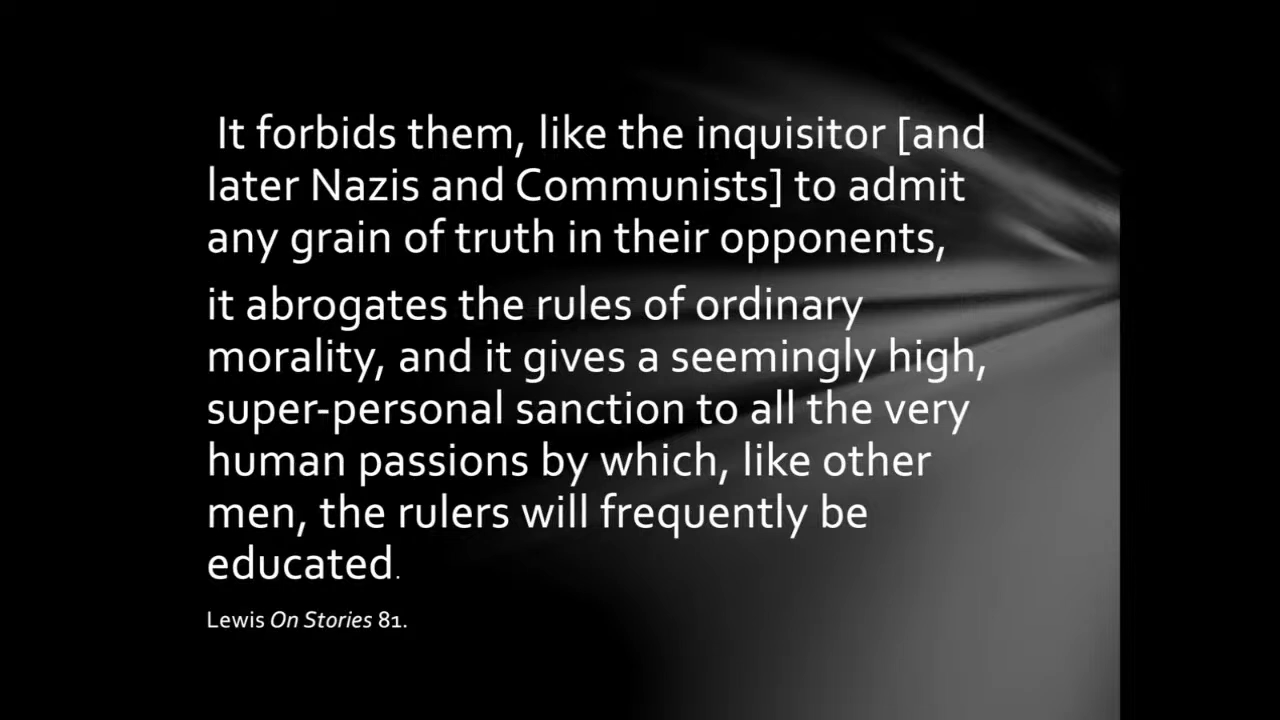 It forbids them, like the inquisitor [and
later Nazis and Communists] to admit
any grain of truth in their opponents,
it abrogates the rules of ordinary
morality, and it gives a seemingly high,
super-personal sanction to all the very
human passions by which, like other
men, the rulers will frequently be
educated.
Lewis On Stories 81.